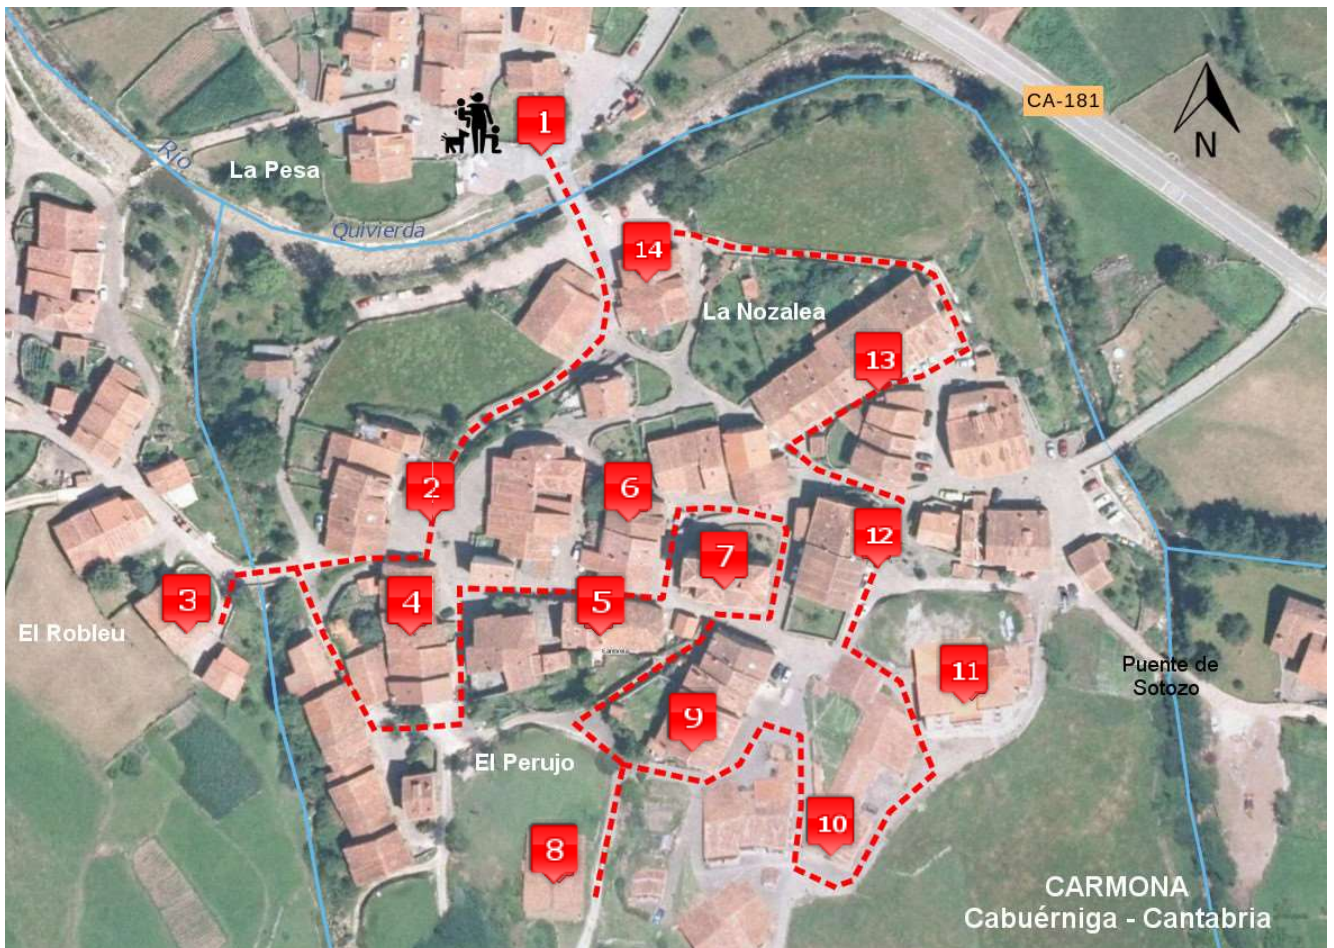 CA-181
1
N
Río
La Pesa
Quivierda
14
La Nozalea
13
2
6
12
7
3
4
5
El Robleu
11
Puente de
Sotozo
9
El Perujo
10
8
CARMONA
Cabuérniga - Cantabria